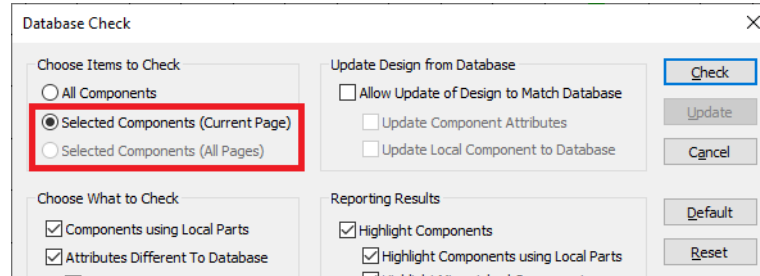 Database Check
Choose Items to Check
All Components
Selected Components (Current Page)
Selected Components (All Pages)
Update Design from Database
Allow Update of Design to Match Database
Update Component Attributes
Update Local Component to Database
Check
Update
Cancel
Choose What to Check
Components using Local Parts
Attributes Different To Database
Reporting Results
Highlight Components
Highlight Components using Local Parts
Default
Reset